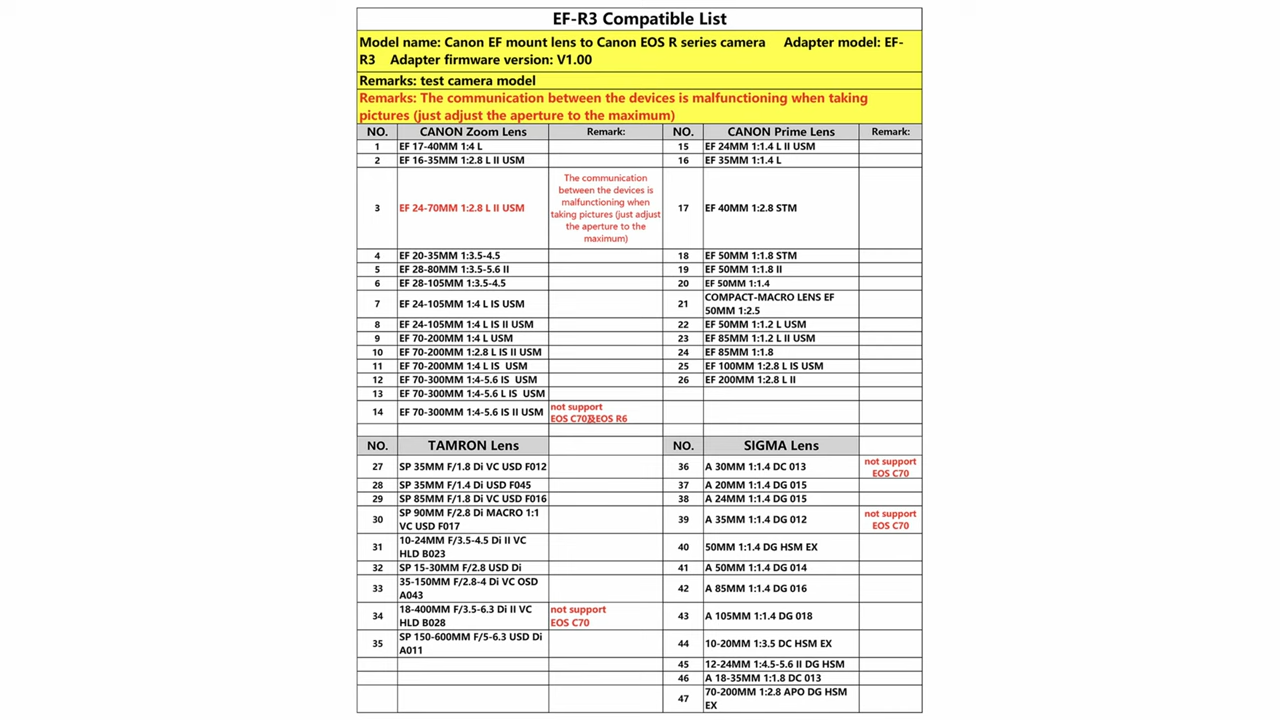 EF-R3 Compatible List
Model name: Canon EF mount lens to Canon EOS R series camera Adapter model: EF-
R3 Adapter firmware version: V1.00
Remarks: test camera model
Remarks: The communication between the devices is malfunctioning when taking
pictures (just adjust the aperture to the maximum)
NO. CANON Zoom Lens Remark: NO. CANON Prime Lens Remark:
1 EF 17-40MM 1:4 L 15 EF 24MM 1:1.4 L II USM
2 EF 16-35MM 1:2.8 L II USM 16 EF 35MM 1:1.4 L
3 EF 24-70MM 1:2.8 L II USM
The communication
between the devices is
malfunctioning when
taking pictures (just adjust
the aperture to the
maximum)
17 EF 40MM 1:2.8 STM
4 EF 20-35MM 1:3.5-4.5 18 EF 50MM 1:1.8 STM
5 EF 28-80MM 1:3.5-5.6 II 19 EF 50MM 1:1.8 II
6 EF 28-105MM 1:3.5-4.5 20 EF 50MM 1:1.4
7 EF 24-105MM 1:4 L IS USM 21 COMPACT-MACRO LENS EF
50MM 1:2.5
8 EF 24-105MM 1:4 L IS II USM 22 EF 50MM 1:1.2 L USM
9 EF 70-200MM 1:4 L USM 23 EF 85MM 1:1.2 L II USM
10 EF 70-200MM 1:2.8 L IS II USM 24 EF 85MM 1:1.8
11 EF 70-200MM 1:4 L IS USM 25 EF 100MM 1:2.8 L IS USM
12 EF 70-300MM 1:4-5.6 IS USM 26 EF 200MM 1:2.8 L II
13 EF 70-300MM 1:4-5.6 L IS USM
14 EF 70-300MM 1:4-5.6 IS II USM not support
EOS C70及EOS R6
NO. TAMRON Lens NO. SIGMA Lens
27 SP 35MM F/1.8 Di VC USD F012 36 A 30MM 1:1.4 DC 013 not support
EOS C70
28 SP 35MM F/1.4 Di USD F045 37 A 20MM 1:1.4 DG 015
29 SP 85MM F/1.8 Di VC USD F016 38 A 24MM 1:1.4 DG 015
30 SP 90MM F/2.8 Di MACRO 1:1
VC USD F017
39 A 35MM 1:1.4 DG 012 not support
EOS C70
31 10-24MM F/3.5-4.5 Di II VC
HLD B023
40 50MM 1:1.4 DG HSM EX
32 SP 15-30MM F/2.8 USD Di 41 A 50MM 1:1.4 DG 014
33 35-150MM F/2.8-4 Di VC OSD
A043
42 A 85MM 1:1.4 DG 016
34 18-400MM F/3.5-6.3 Di II VC
HLD B028
not support
EOS C70
43 A 105MM 1:1.4 DG 018
35 SP 150-600MM F/5-6.3 USD Di
A011
44 10-20MM 1:3.5 DC HSM EX
45 12-24MM 1:4.5-5.6 II DG HSM
46 A 18-35MM 1:1.8 DC 013
47 70-200MM 1:2.8 APO DG HSM
EX